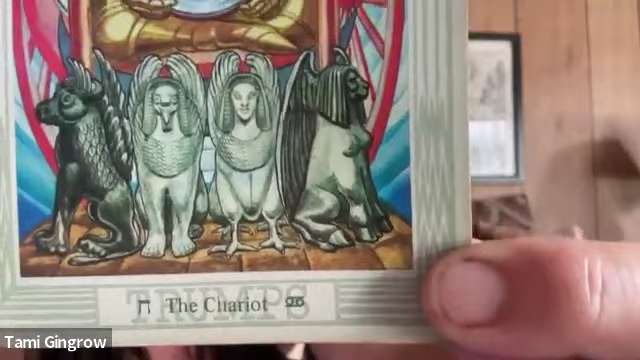 ח The Chariot ♋
TRUMPS
Tami Gingrow